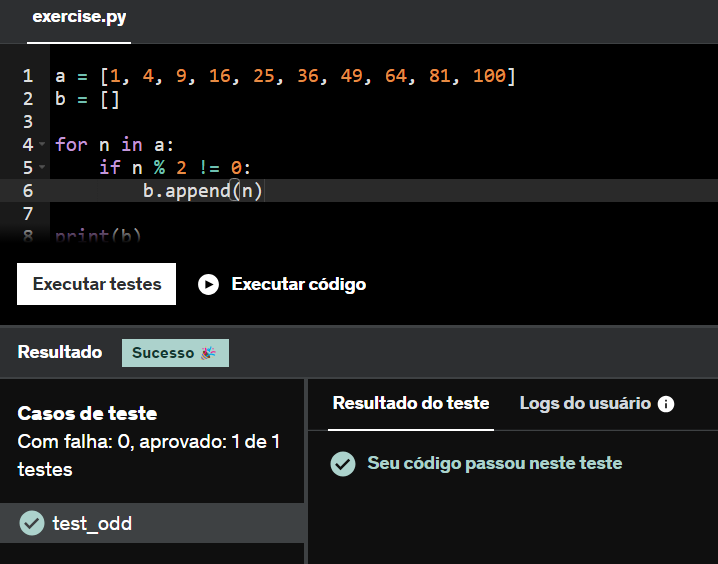 exercise.py
1 a = [1, 4, 9, 16, 25, 36, 49, 64, 81, 100]
2 b = []
3
4 for n in a:
5     if n % 2 != 0:
6         b.append(n)
7
8 print(b)
Executar testes Executar código
Resultado Sucesso 🎉
Casos de teste
Com falha: 0, aprovado: 1 de 1
testes
test_odd
Resultado do teste Logs do usuário
Seu código passou neste teste